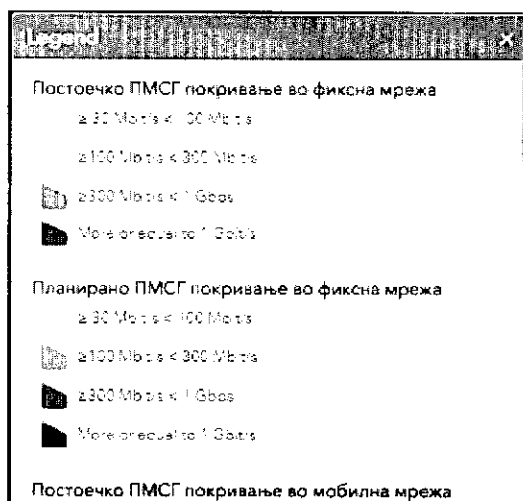 Legend
Постоечко ПМСГ покривање во фиксна мрежа
≥ 30 Mbit/s < 100 Mbit/s
≥100 Mbit/s < 300 Mbit/s
≥300 Mbit/s < 1 Gbps
More or equal to 1 Gbit/s
Планирано ПМСГ покривање во фиксна мрежа
≥ 30 Mbit/s < 100 Mbit/s
≥100 Mbit/s < 300 Mbit/s
≥300 Mbit/s < 1 Gbps
More or equal to 1 Gbit/s
Постоечко ПМСГ покривање во мобилна мрежа